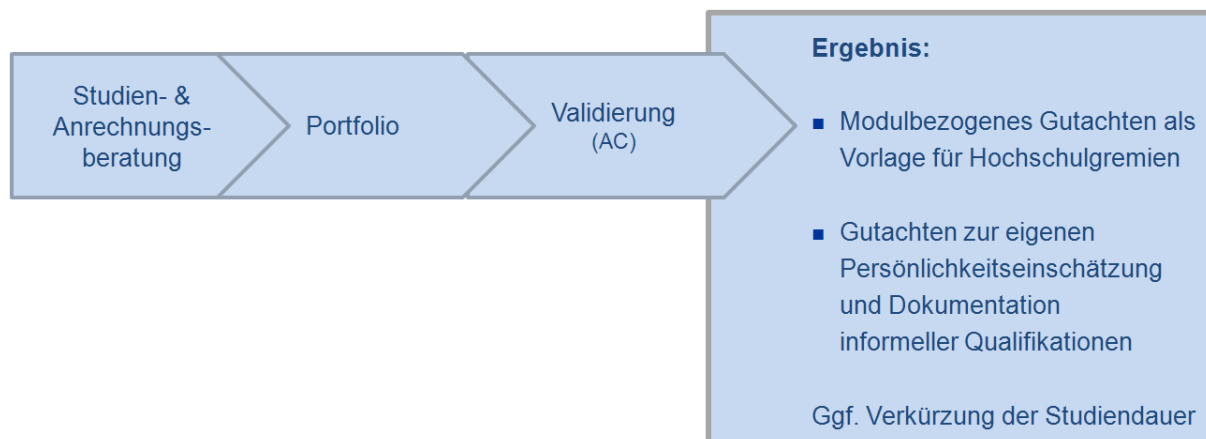 Studien- &
Anrechnungs-
beratung
Portfolio
Validierung
(AC)
Ergebnis:
■ Modulbezogenes Gutachten als
Vorlage für Hochschulgremien
■ Gutachten zur eigenen
Persönlichkeitseinschätzung
und Dokumentation
informeller Qualifikationen
Ggf. Verkürzung der Studiendauer